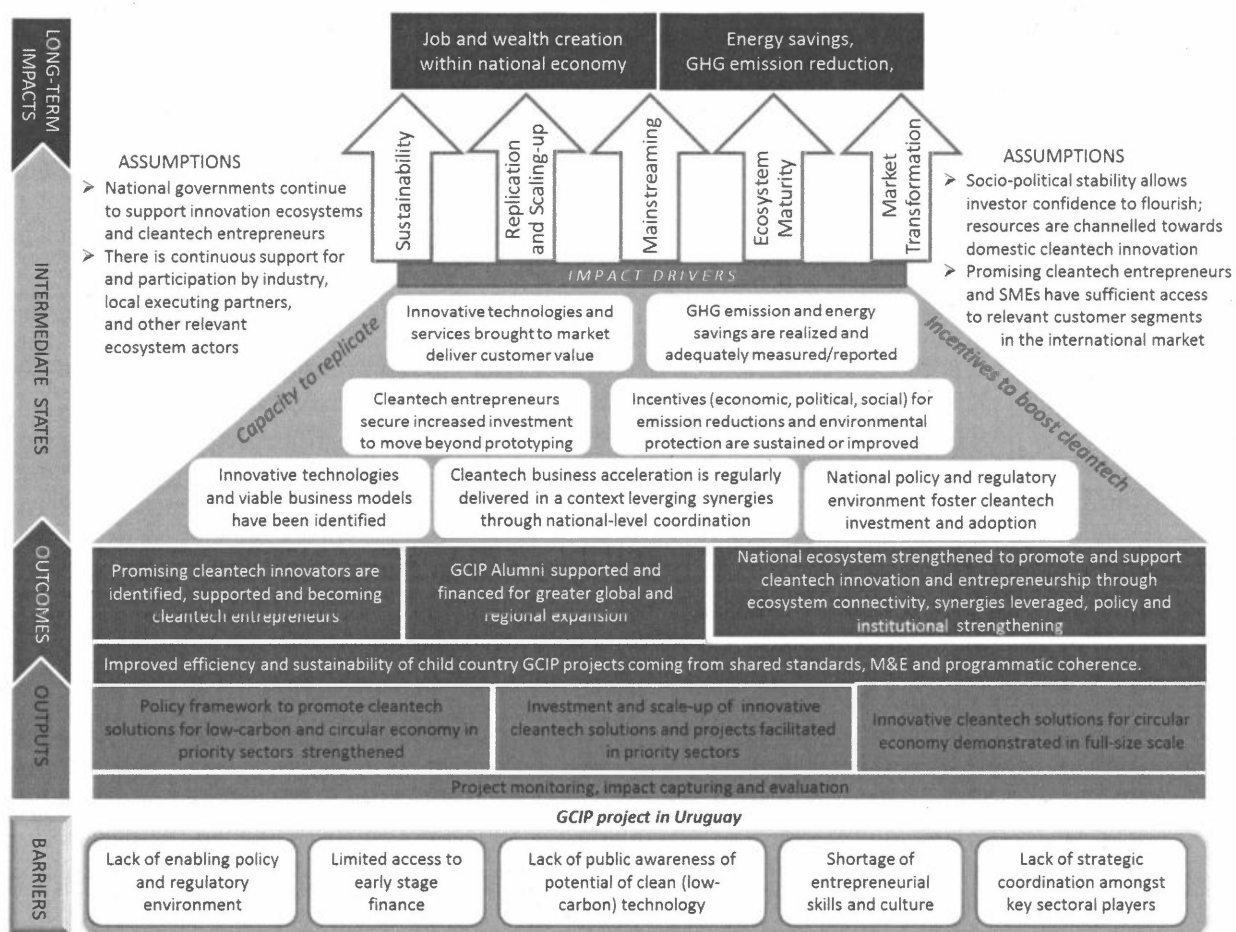 LONG-TERM
IMPACTS
Job and wealth creation
within national economy
Energy savings,
GHG emission reduction,
Sustainability
Replication
and Scaling-up
Mainstreaming
Ecosystem
Maturity
Market
Transformation
ASSUMPTIONS
➤ National governments continue
to support innovation ecosystems
and cleantech entrepreneurs
➤ There is continuous support for
and participation by industry,
local executing partners,
and other relevant
ecosystem actors
ASSUMPTIONS
➤ Socio-political stability allows
investor confidence to flourish;
resources are channelled towards
domestic cleantech innovation
➤ Promising cleantech entrepreneurs
and SMEs have sufficient access
to relevant customer segments
in the international market
INTERMEDIATE STATES
IMPACT DRIVERS
Capacity to replicate
Incentives to boost cleantech
Innovative technologies and
services brought to market
deliver customer value
GHG emission and energy
savings are realized and
adequately measured/reported
Cleantech entrepreneurs
secure increased investment
to move beyond prototyping
Incentives (economic, political, social) for
emission reductions and environmental
protection are sustained or improved
Innovative technologies
and viable business models
have been identified
Cleantech business acceleration is regularly
delivered in a context leveraging synergies
through national-level coordination
National policy and regulatory
environment foster cleantech
investment and adoption
OUTCOMES
Promising cleantech innovators are
identified, supported and becoming
cleantech entrepreneurs
GCIP Alumni supported and
financed for greater global and
regional expansion
National ecosystem strengthened to promote and support
cleantech innovation and entrepreneurship through
ecosystem connectivity, synergies leveraged, policy and
institutional strengthening
Improved efficiency and sustainability of child country GCIP projects coming from shared standards, M&E and programmatic coherence.
OUTPUTS
Policy framework to promote cleantech
solutions for low-carbon and circular economy in
priority sectors strengthened
Investment and scale-up of innovative
cleantech solutions and projects facilitated
in priority sectors
Innovative cleantech solutions for circular
economy demonstrated in full-size scale
Project monitoring, impact capturing and evaluation
GCIP project in Uruguay
BARRIERS
Lack of enabling policy
and regulatory
environment
Limited access to
early stage
finance
Lack of public awareness of
potential of clean (low-
carbon) technology
Shortage of
entrepreneurial
skills and culture
Lack of strategic
coordination amongst
key sectoral players